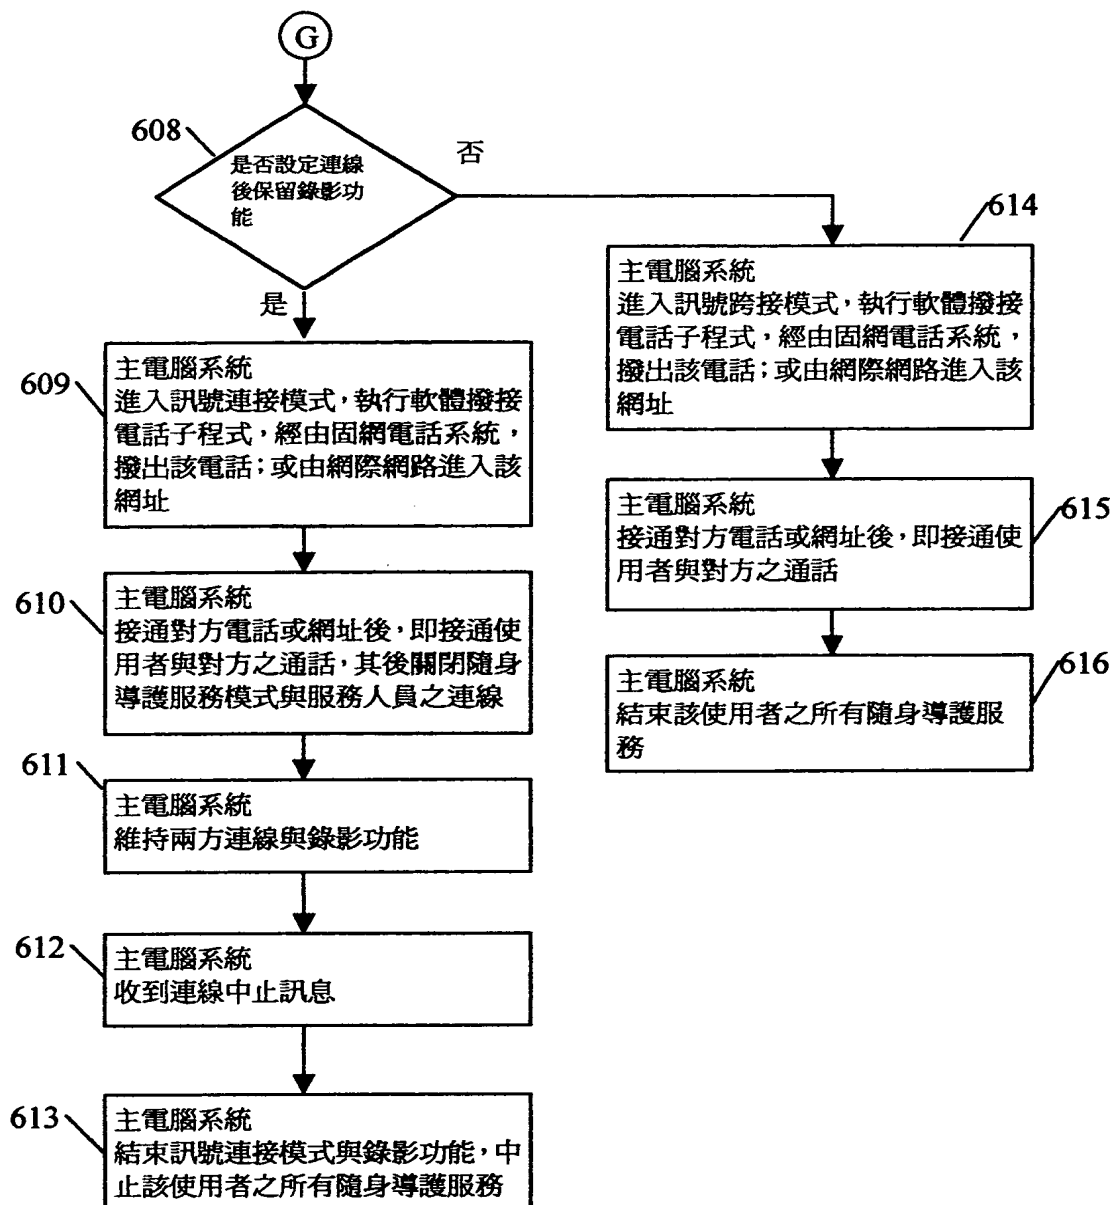 G
608
是否設定連線
後保留錄影功
能
否
是
609
主電腦系統
進入訊號連接模式，執行軟體撥接
電話子程式，經由固網電話系統，
撥出該電話；或由網際網路進入該
網址
610
主電腦系統
接通對方電話或網址後，即接通使
用者與對方之通話，其後關閉隨身
導護服務模式與服務人員之連線
611
主電腦系統
維持兩方連線與錄影功能
612
主電腦系統
收到連線中止訊息
613
主電腦系統
結束訊號連接模式與錄影功能，中
止該使用者之所有隨身導護服務
614
主電腦系統
進入訊號跨接模式，執行軟體撥接
電話子程式，經由固網電話系統，
撥出該電話；或由網際網路進入該
網址
615
主電腦系統
接通對方電話或網址後，即接通使
用者與對方之通話
616
主電腦系統
結束該使用者之所有隨身導護服
務